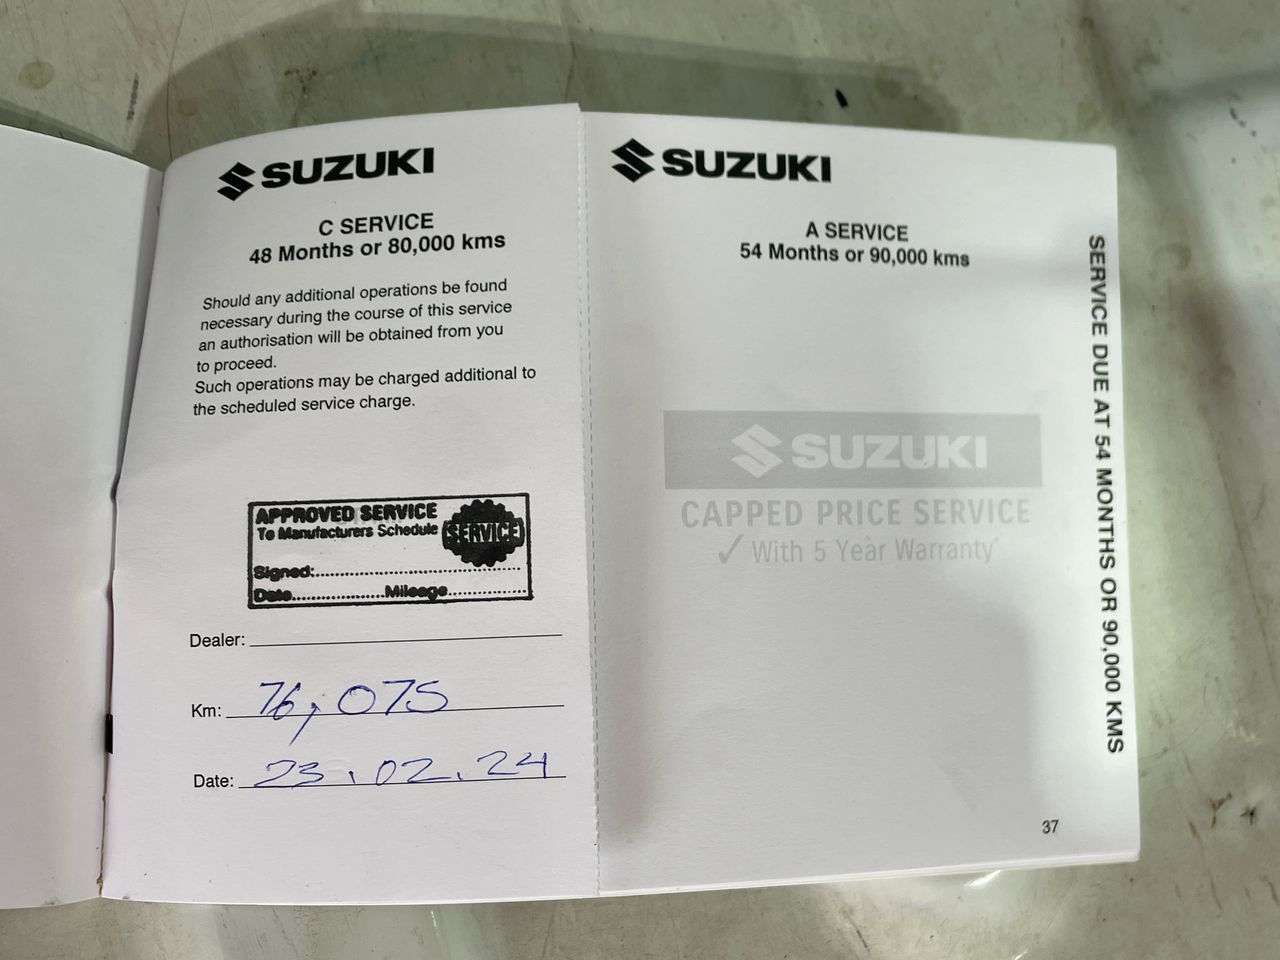 SUZUKI
C SERVICE
48 Months or 80,000 kms
Should any additional operations be found
necessary during the course of this service
an authorisation will be obtained from you
to proceed.
Such operations may be charged additional to
the scheduled service charge.
APPROVED SERVICE
To Manufacturers Schedule
SERVICE
Signed:
Date Mileage
Dealer:
Km: 76,075
Date: 23.02.24
SUZUKI
A SERVICE
54 Months or 90,000 kms
SUZUKI
CAPPED PRICE SERVICE
✓ With 5 Year Warranty
SERVICE DUE AT 54 MONTHS OR 90,000 KMS
37